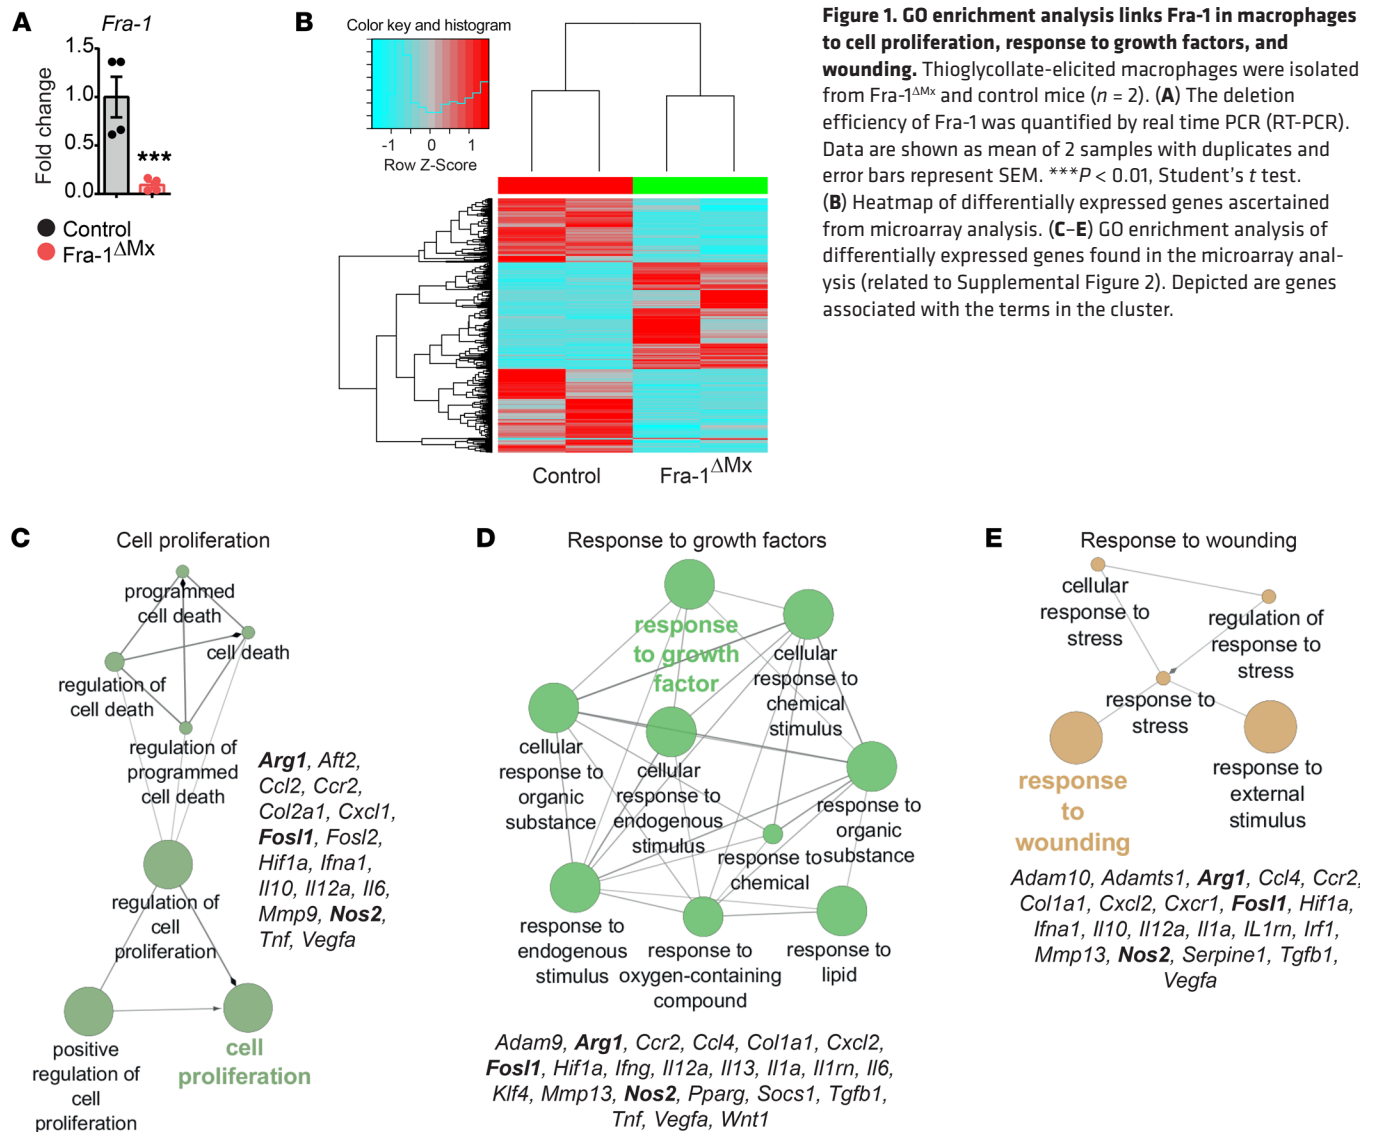 A
Fra-1
Fold change
1.5
1.0
0.5
0.0
***
Control
Fra-1ΔMx
B
Color key and histogram
-1 0 1
Row Z-Score
Control
Fra-1ΔMx
Figure 1. GO enrichment analysis links Fra-1 in macrophages
to cell proliferation, response to growth factors, and
wounding. Thioglycollate-elicited macrophages were isolated
from Fra-1ΔMx and control mice (n = 2). (A) The deletion
efficiency of Fra-1 was quantified by real time PCR (RT-PCR).
Data are shown as mean of 2 samples with duplicates and
error bars represent SEM. ***P < 0.01, Student's t test.
(B) Heatmap of differentially expressed genes ascertained
from microarray analysis. (C–E) GO enrichment analysis of
differentially expressed genes found in the microarray anal-
ysis (related to Supplemental Figure 2). Depicted are genes
associated with the terms in the cluster.
C
Cell proliferation
programmed
cell death
cell death
regulation of
cell death
regulation of
programmed
cell death
regulation of
cell
proliferation
positive
regulation of
cell
proliferation
cell
proliferation
Arg1, Aft2,
Ccl2, Ccr2,
Col2a1, Cxcl1,
Fosl1, Fosl2,
Hif1a, Ifna1,
Il10, Il12a, Il6,
Mmp9, Nos2,
Tnf, Vegfa
D
Response to growth factors
response
to growth
factor
cellular
response to
chemical
stimulus
cellular
response to
organic
substance
cellular
response to
endogenous
stimulus
response to
organic
substance
response to
chemical
response to
endogenous
stimulus
response to
oxygen-containing
compound
response to
lipid
Adam9, Arg1, Ccr2, Ccl4, Col1a1, Cxcl2,
Fosl1, Hif1a, Ifng, Il12a, Il13, Il1a, Il1rn, Il6,
Klf4, Mmp13, Nos2, Pparg, Socs1, Tgfb1,
Tnf, Vegfa, Wnt1
E
Response to wounding
cellular
response to
stress
regulation of
response to
stress
response to
stress
response
to
wounding
response to
external
stimulus
Adam10, Adamts1, Arg1, Ccl4, Ccr2,
Col1a1, Cxcl2, Cxcr1, Fosl1, Hif1a,
Ifna1, Il10, Il12a, Il1a, IL1rn, Irf1,
Mmp13, Nos2, Serpine1, Tgfb1,
Vegfa